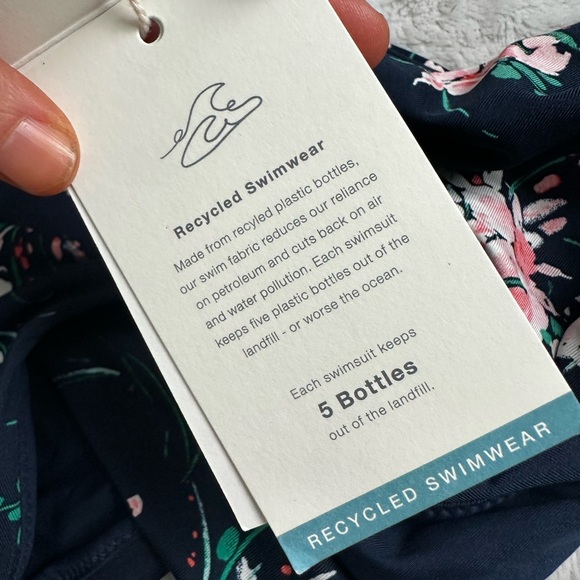 Recycled Swimwear
Made from recyled plastic bottles,
our swim fabric reduces our reliance
on petroleum and cuts back on air
and water pollution. Each swimsuit
keeps five plastic bottles out of the
landfill - or worse the ocean.
Each swimsuit keeps
5 Bottles
out of the landfill.
RECYCLED SWIMWEAR